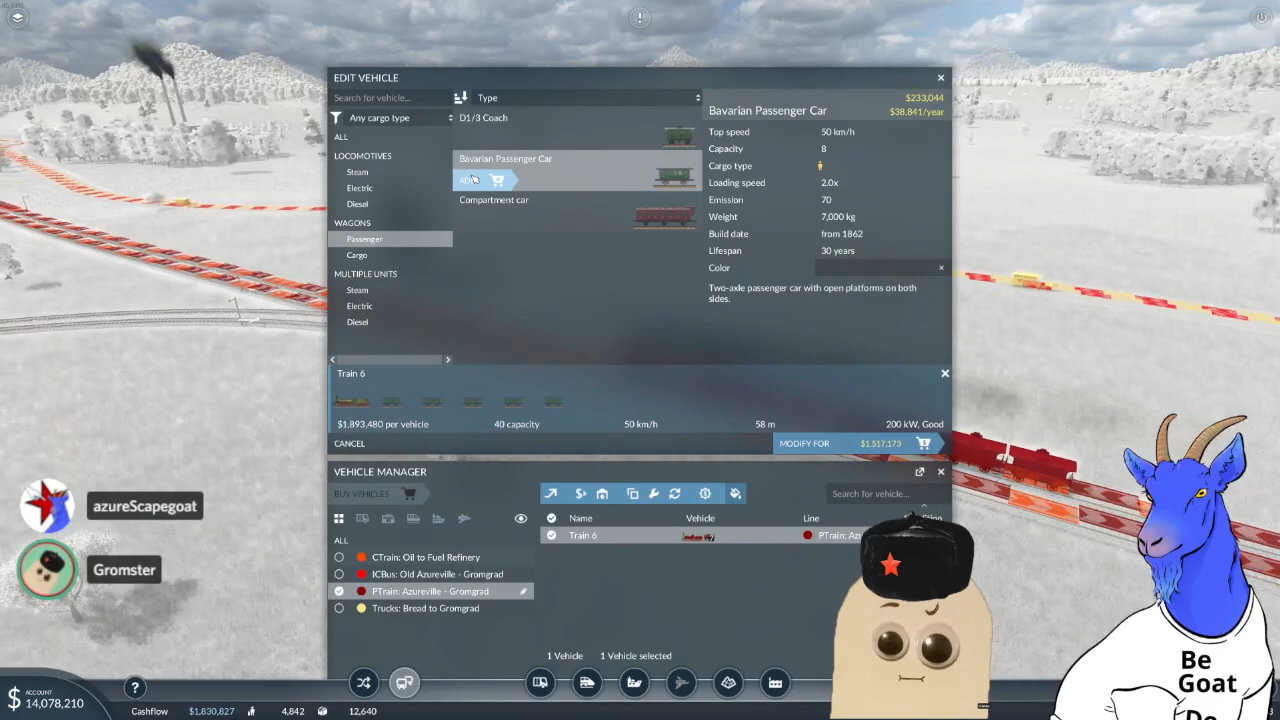 EDIT VEHICLE
Search for vehicle...
Type
Any cargo type
ALL
LOCOMOTIVES
Steam
Electric
Diesel
WAGONS
Passenger
Cargo
MULTIPLE UNITS
Steam
Electric
Diesel
D1/3 Coach
Bavarian Passenger Car
Compartment car
$233,044
Bavarian Passenger Car
$38,841/year
Top speed 50 km/h
Capacity 8
Cargo type
Loading speed 2.0x
Emission 70
Weight 7,000 kg
Build date from 1862
Lifespan 30 years
Color
Two-axle passenger car with open platforms on both
sides.
Train 6
$1,893,480 per vehicle 40 capacity 50 km/h 58 m 200 kW, Good
CANCEL
MODIFY FOR $1,517,173
VEHICLE MANAGER
BUY VEHICLES
Search for vehicle...
Name Vehicle Line
Train 6 PTrain:
ALL
CTrain: Oil to Fuel Refinery
ICBus: Old Azureville - Gromgrad
PTrain: Azureville - Gromgrad
Trucks: Bread to Gromgrad
1 Vehicle 1 Vehicle selected
azureScapegoat
Gromster
Be
Goat
ACCOUNT
$ 14,078,210
?
Cashflow $1,830,827 4,842 12,640